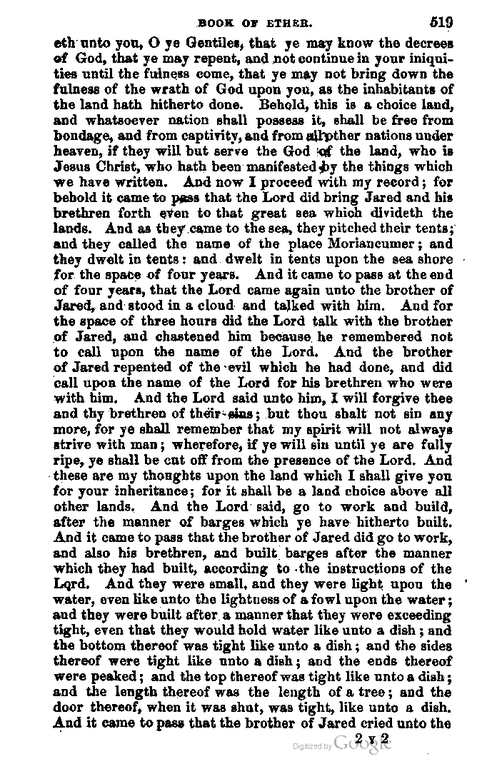 BOOK OF ETHER. 519
eth unto you, O ye Gentiles, that ye may know the decrees
of God, that ye may repent, and not continue in your iniqui-
ties until the fulness come, that ye may not bring down the
fulness of the wrath of God upon you, as the inhabitants of
the land hath hitherto done. Behold, this is a choice land,
and whatsoever nation shall possess it, shall be free from
bondage, and from captivity, and from all other nations under
heaven, if they will but serve the God of the land, who is
Jesus Christ, who hath been manifested by the things which
we have written. And now I proceed with my record; for
behold it came to pass that the Lord did bring Jared and his
brethren forth even to that great sea which divideth the
lands. And as they came to the sea, they pitched their tents;
and they called the name of the place Moriancumer; and
they dwelt in tents: and dwelt in tents upon the sea shore
for the space of four years. And it came to pass at the end
of four years, that the Lord came again unto the brother of
Jared, and stood in a cloud and talked with him. And for
the space of three hours did the Lord talk with the brother
of Jared, and chastened him because he remembered not
to call upon the name of the Lord. And the brother
of Jared repented of the evil which he had done, and did
call upon the name of the Lord for his brethren who were
with him. And the Lord said unto him, I will forgive thee
and thy brethren of their sins; but thou shalt not sin any
more, for ye shall remember that my spirit will not always
strive with man; wherefore, if ye will sin until ye are fully
ripe, ye shall be cut off from the presence of the Lord. And
these are my thoughts upon the land which I shall give you
for your inheritance; for it shall be a land choice above all
other lands. And the Lord said, go to work and build,
after the manner of barges which ye have hitherto built.
And it came to pass that the brother of Jared did go to work,
and also his brethren, and built barges after the manner
which they had built, according to the instructions of the
Lord. And they were small, and they were light upon the
water, even like unto the lightness of a fowl upon the water;
and they were built after a manner that they were exceeding
tight, even that they would hold water like unto a dish; and
the bottom thereof was tight like unto a dish; and the sides
thereof were tight like unto a dish; and the ends thereof
were peaked; and the top thereof was tight like unto a dish;
and the length thereof was the length of a tree; and the
door thereof, when it was shut, was tight, like unto a dish.
And it came to pass that the brother of Jared cried unto the
2 Y 2
Digitized by Google